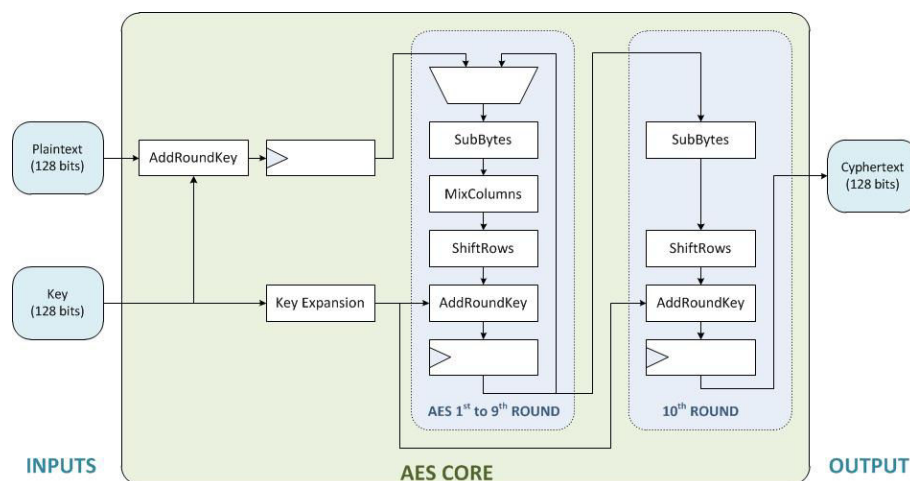 Plaintext
(128 bits)
AddRoundKey
Key
(128 bits)
Key Expansion
SubBytes
MixColumns
ShiftRows
AddRoundKey
AES 1st to 9th ROUND
SubBytes
ShiftRows
AddRoundKey
10th ROUND
Cyphertext
(128 bits)
INPUTS
AES CORE
OUTPUT